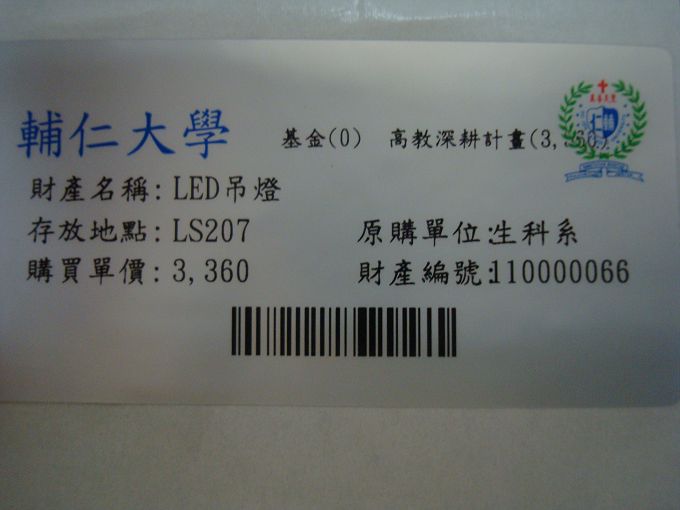 輔仁大學 基金(0) 高教深耕計畫(3,360)
財產名稱: LED吊燈
存放地點: LS207 原購單位:生科系
購買單價: 3,360 財產編號:110000066